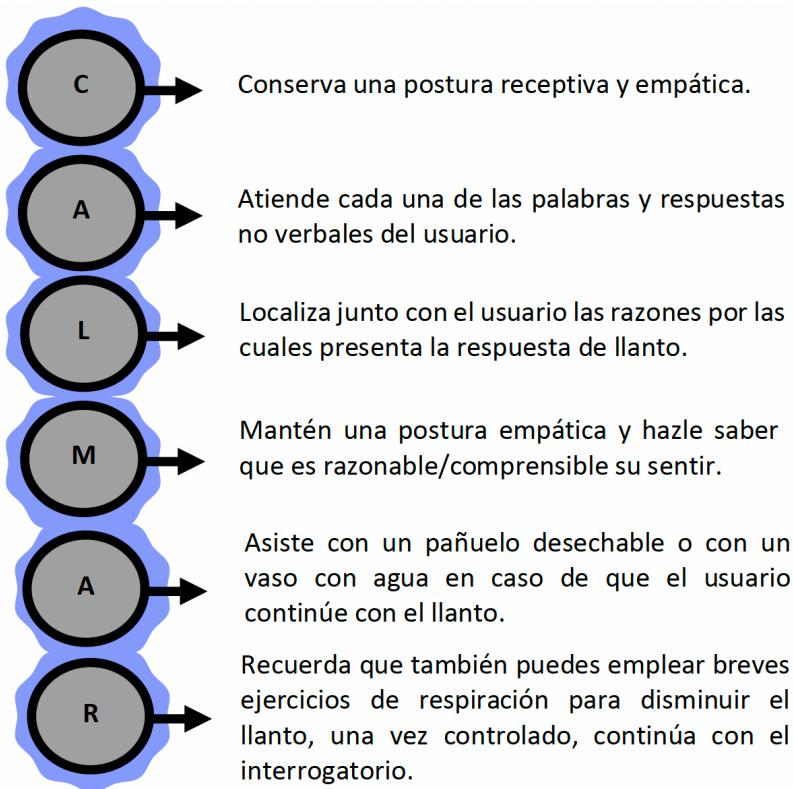 C
Conserva una postura receptiva y empática.
A
Atiende cada una de las palabras y respuestas
no verbales del usuario.
L
Localiza junto con el usuario las razones por las
cuales presenta la respuesta de llanto.
M
Mantén una postura empática y hazle saber
que es razonable/comprensible su sentir.
A
Asiste con un pañuelo desechable o con un
vaso con agua en caso de que el usuario
continúe con el llanto.
R
Recuerda que también puedes emplear breves
ejercicios de respiración para disminuir el
llanto, una vez controlado, continúa con el
interrogatorio.